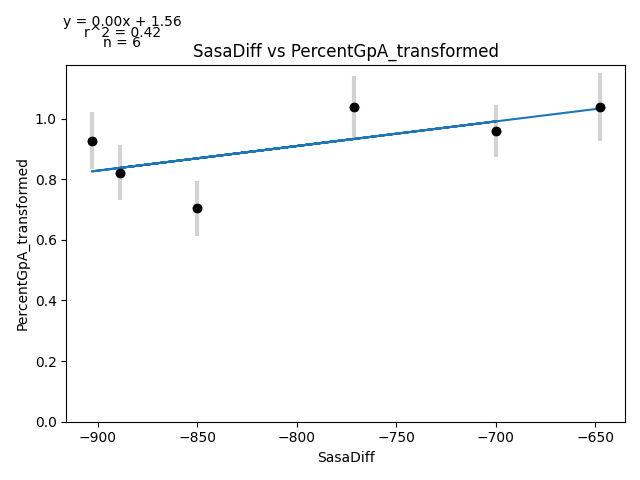 y = 0.00x + 1.56
r^2 = 0.42
n = 6
SasaDiff vs PercentGpA_transformed
PercentGpA_transformed
1.0
0.8
0.6
0.4
0.2
0.0
−900 −850 −800 −750 −700 −650
SasaDiff